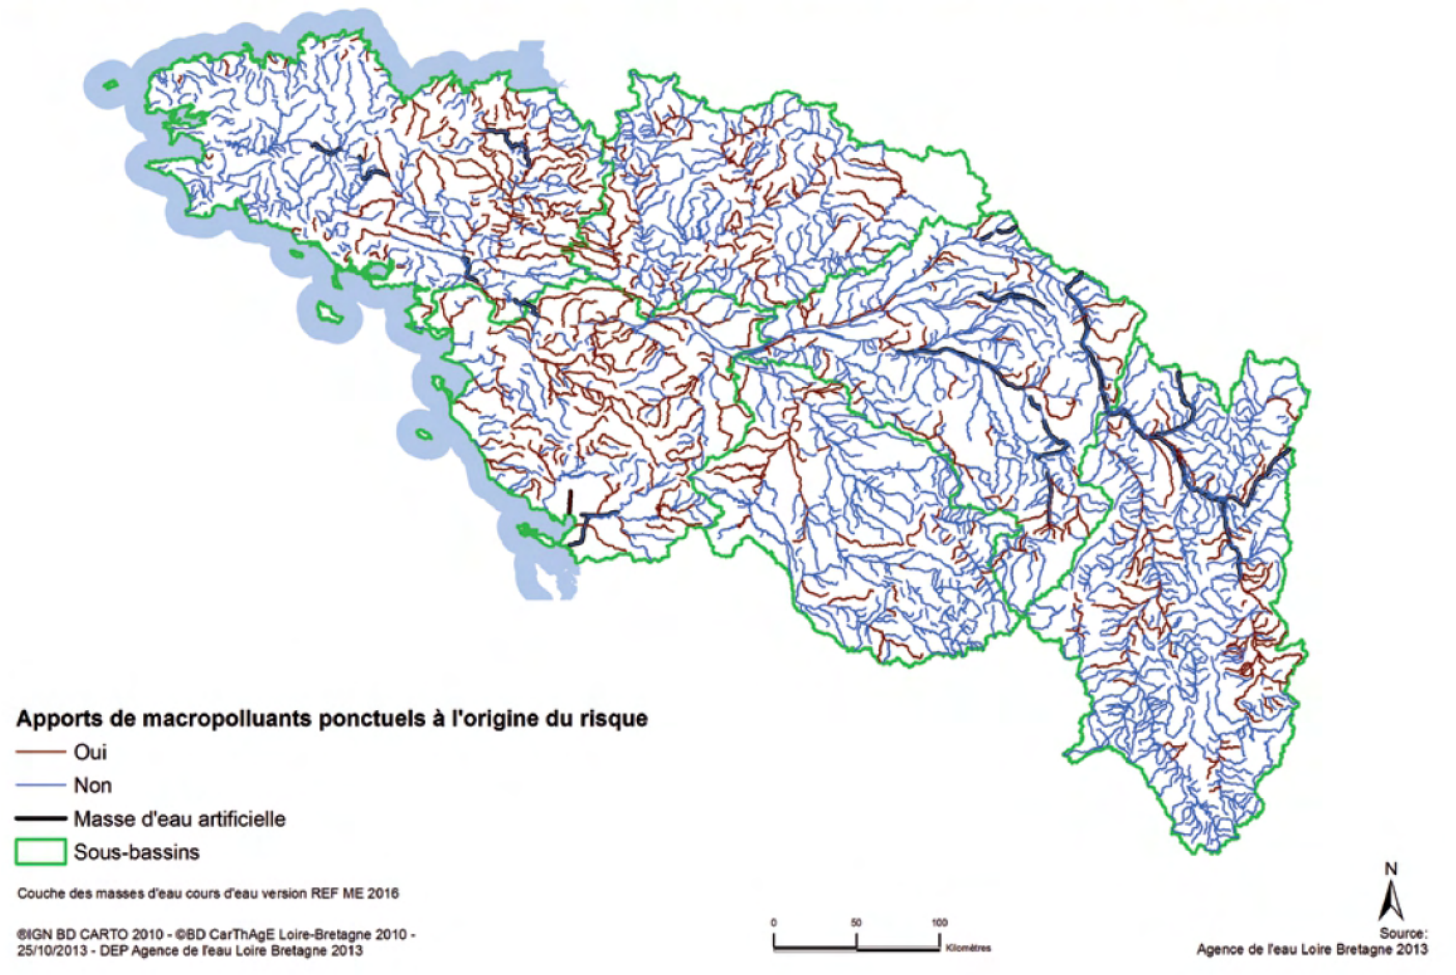 Apports de macropolluants ponctuels à l'origine du risque
Oui
Non
Masse d'eau artificielle
Sous-bassins
Couche des masses d'eau cours d'eau version REF ME 2016
®IGN BD CARTO 2010 - ©BD CarThAgE Loire-Bretagne 2010 -
25/10/2013 - DEP Agence de l'eau Loire Bretagne 2013
0 50 100
Kilomètres
N
Source:
Agence de l'eau Loire Bretagne 2013